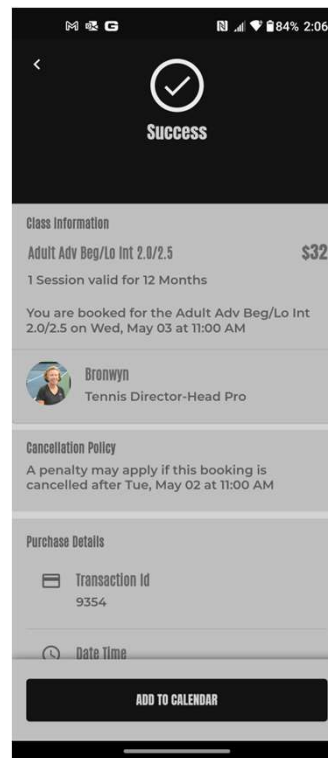 84% 2:06
Success
Class Information
Adult Adv Beg/Lo Int 2.0/2.5 $32
1 Session valid for 12 Months
You are booked for the Adult Adv Beg/Lo Int
2.0/2.5 on Wed, May 03 at 11:00 AM
Bronwyn
Tennis Director-Head Pro
Cancellation Policy
A penalty may apply if this booking is
cancelled after Tue, May 02 at 11:00 AM
Purchase Details
Transaction Id
9354
Date Time
ADD TO CALENDAR